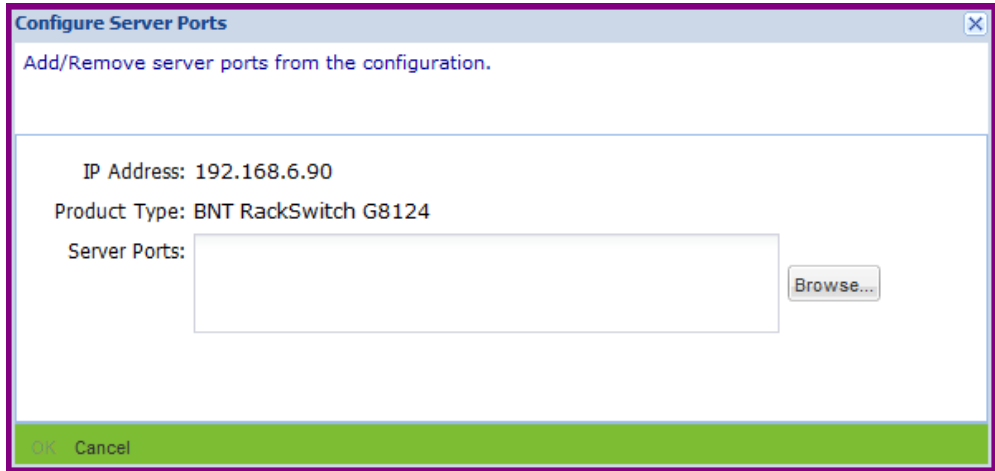 Configure Server Ports
Add/Remove server ports from the configuration.
IP Address: 192.168.6.90
Product Type: BNT RackSwitch G8124
Server Ports:
Browse...
OK Cancel